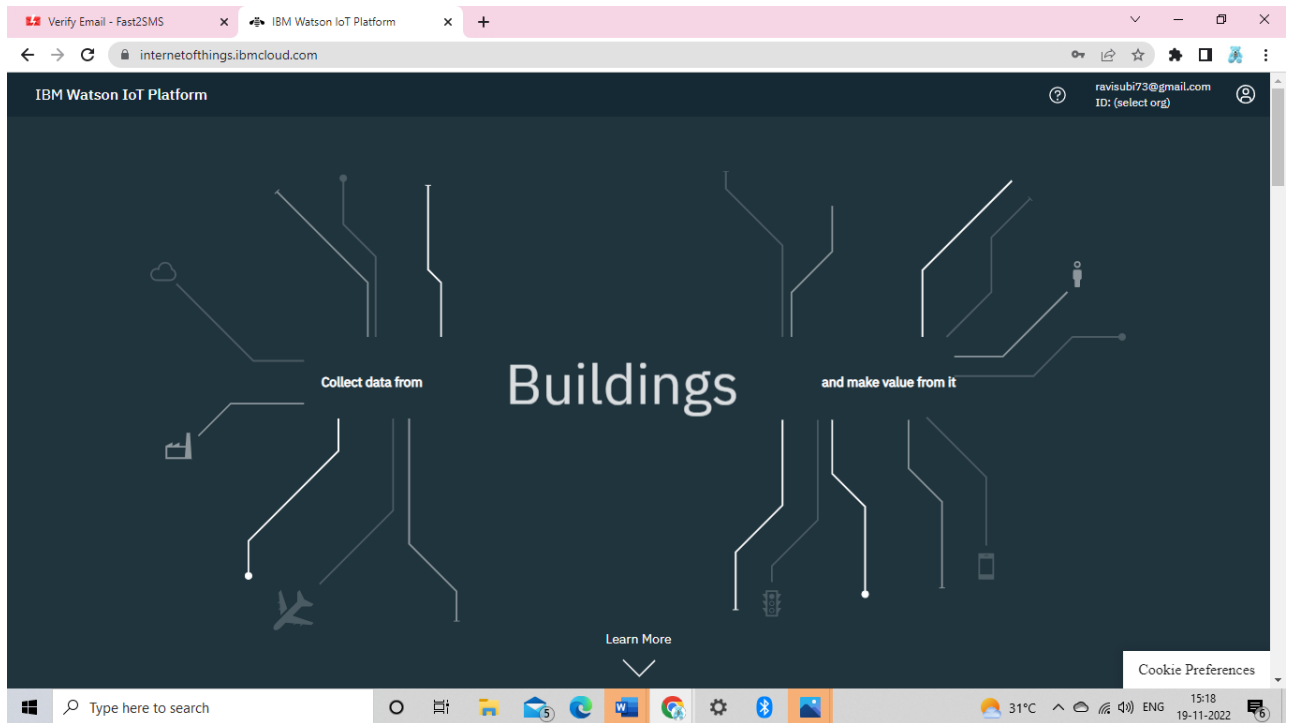 Verify Email - Fast2SMS
IBM Watson IoT Platform
internetofthings.ibmcloud.com
IBM Watson IoT Platform
ravisubi73@gmail.com
ID: (select org)
Collect data from
Buildings
and make value from it
Learn More
Cookie Preferences
Type here to search
5
31°C
ENG
15:18
19-11-2022
6